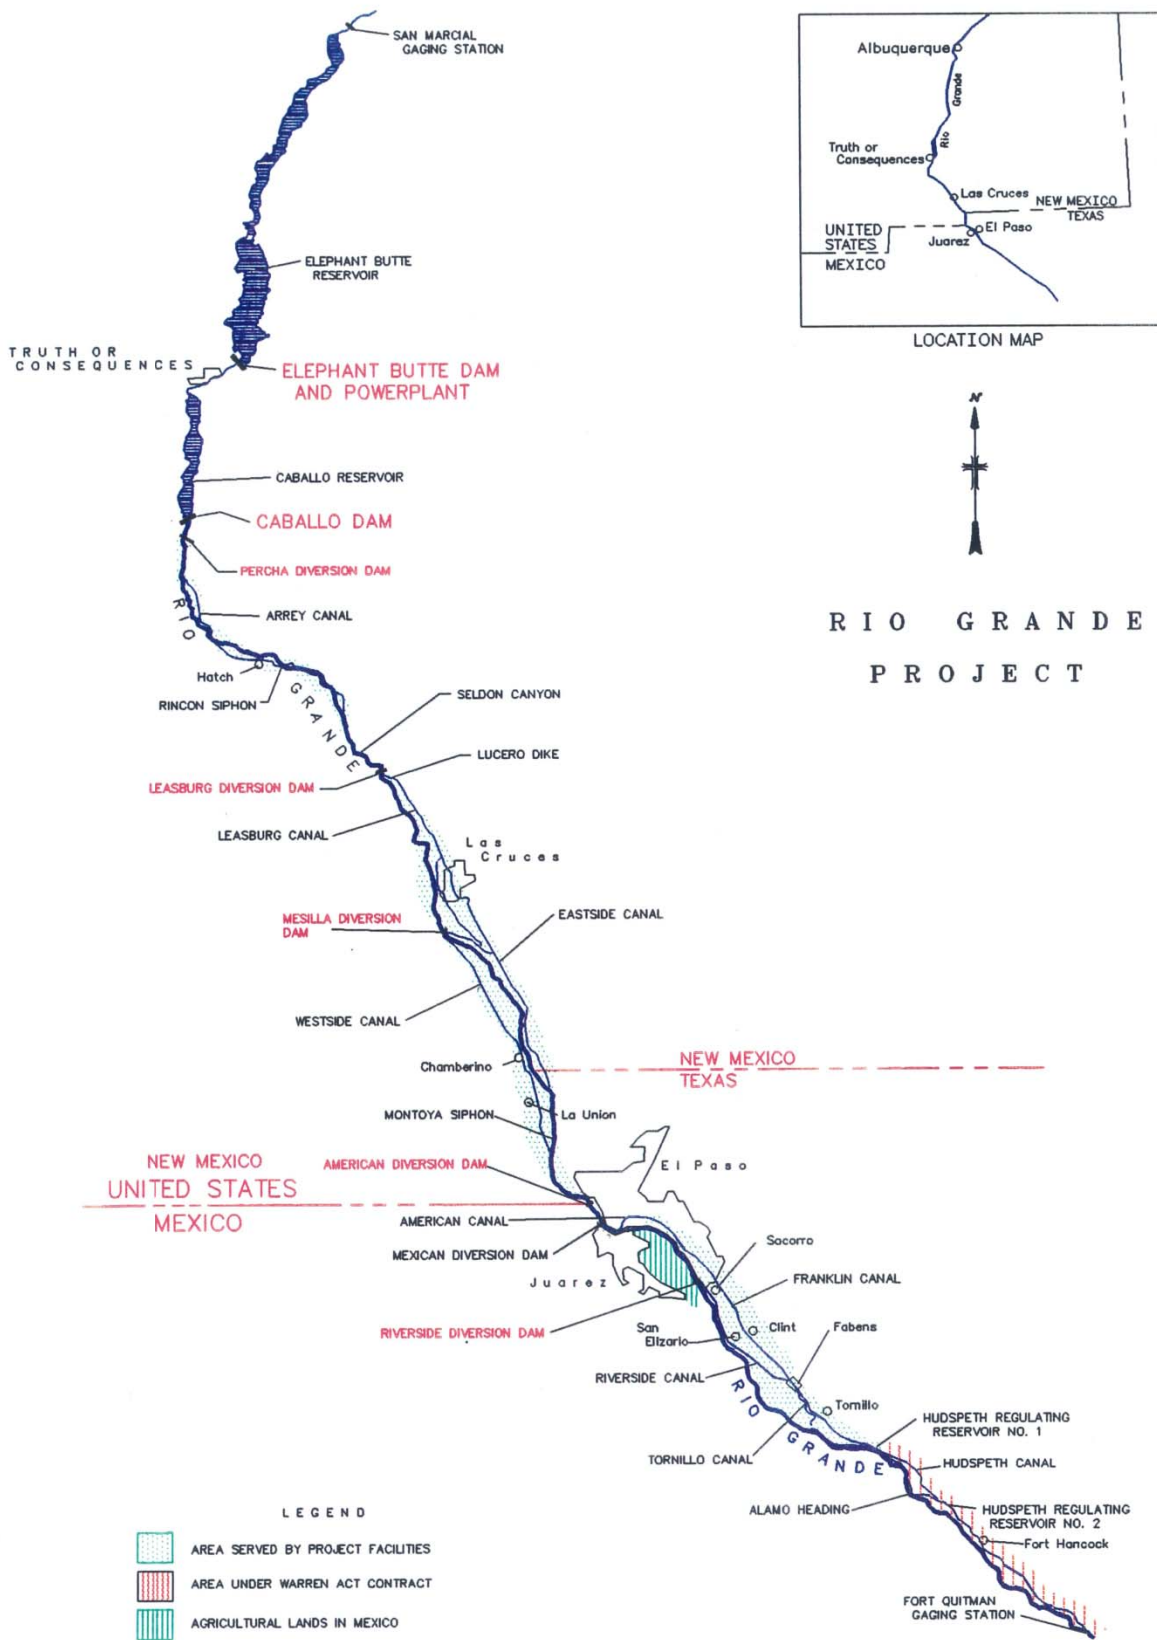 SAN MARCIAL
GAGING STATION
ELEPHANT BUTTE
RESERVOIR
TRUTH OR
CONSEQUENCES
ELEPHANT BUTTE DAM
AND POWERPLANT
CABALLO RESERVOIR
CABALLO DAM
PERCHA DIVERSION DAM
ARREY CANAL
RIO
GRANDE
Hatch
RINCON SIPHON
SELDON CANYON
LUCERO DIKE
LEASBURG DIVERSION DAM
LEASBURG CANAL
Las
Cruces
MESILLA DIVERSION
DAM
EASTSIDE CANAL
WESTSIDE CANAL
Chamberino
NEW MEXICO
TEXAS
La Union
MONTOYA SIPHON
El Paso
NEW MEXICO
UNITED STATES
MEXICO
AMERICAN DIVERSION DAM
AMERICAN CANAL
MEXICAN DIVERSION DAM
Juarez
Socorro
FRANKLIN CANAL
RIVERSIDE DIVERSION DAM
San
Elizario
Clint
Fabens
RIVERSIDE CANAL
RIO
GRANDE
Tornillo
TORNILLO CANAL
HUDSPETH REGULATING
RESERVOIR NO. 1
HUDSPETH CANAL
ALAMO HEADING
HUDSPETH REGULATING
RESERVOIR NO. 2
Fort Hancock
FORT QUITMAN
GAGING STATION
Albuquerque
Rio
Grande
Truth or
Consequences
Las Cruces
NEW MEXICO
TEXAS
UNITED
STATES
MEXICO
El Paso
Juarez
LOCATION MAP
N
RIO GRANDE
PROJECT
LEGEND
AREA SERVED BY PROJECT FACILITIES
AREA UNDER WARREN ACT CONTRACT
AGRICULTURAL LANDS IN MEXICO